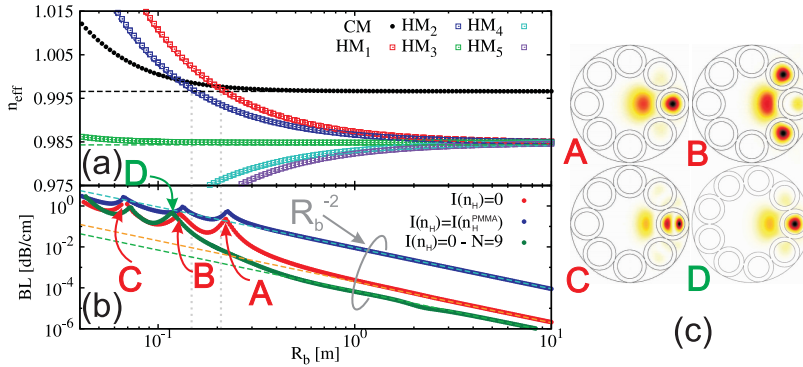 1.015
1.005
0.995
0.985
0.975
n_eff
CM HM_2 HM_4
HM_1 HM_3 HM_5
(a)
D
10^0
10^-2
10^-4
10^-6
BL [dB/cm]
R_b^-2
I(n_H)=0
I(n_H)=I(n_H^PMMA)
I(n_H)=0 - N=9
C B A
(b)
10^-1 10^0 10^1
R_b [m]
A B
C D
(c)